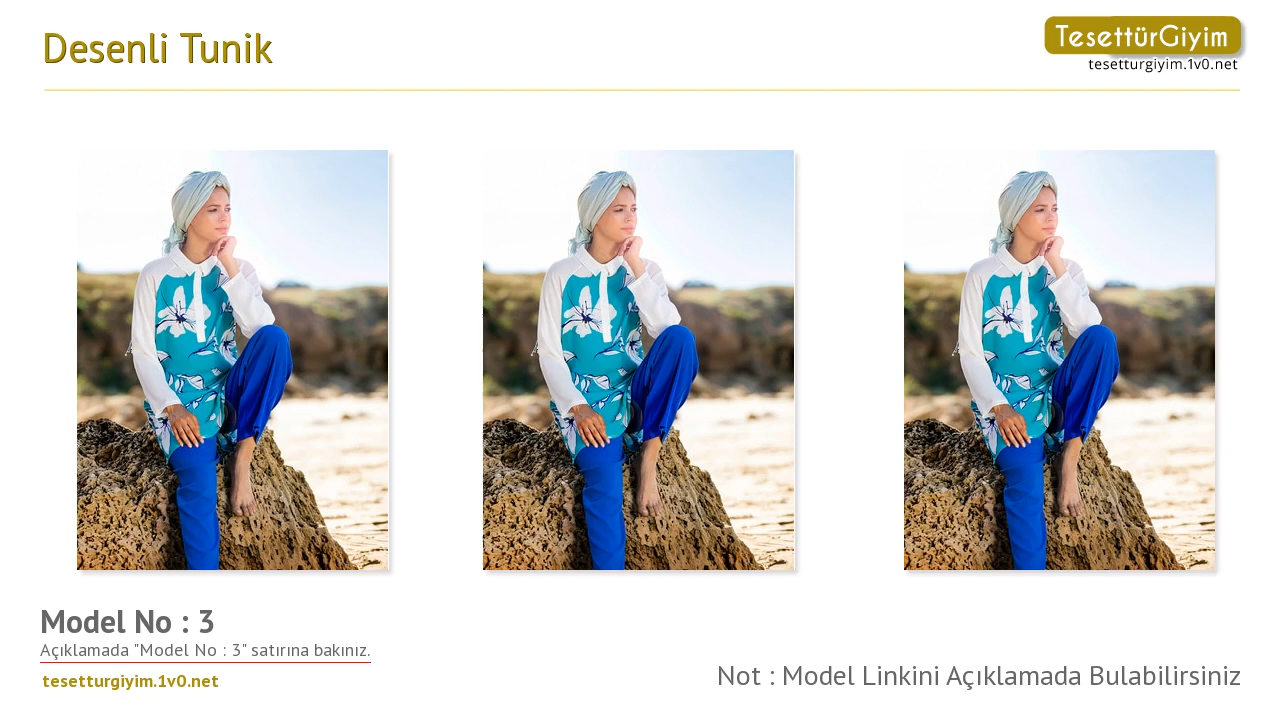 Desenli Tunik
TesettürGiyim
tesetturgiyim.1v0.net
Model No : 3
Açıklamada "Model No : 3" satırına bakınız.
tesetturgiyim.1v0.net
Not : Model Linkini Açıklamada Bulabilirsiniz